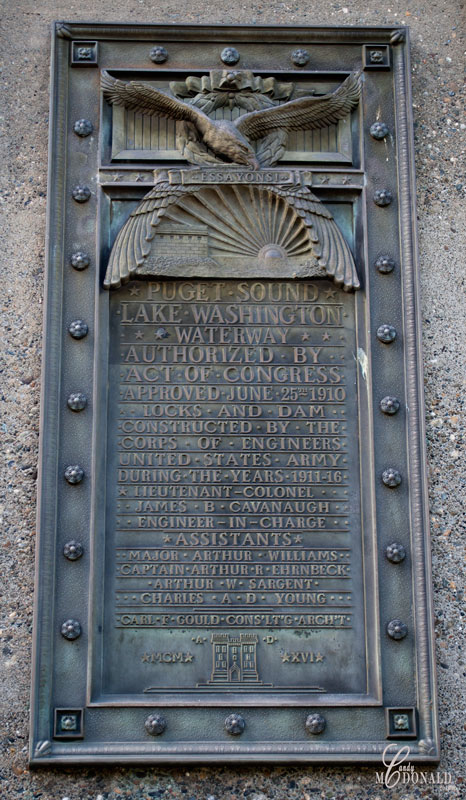 ESSAYONS
★ PUGET · SOUND ★
LAKE · WASHINGTON
★ ★ WATERWAY ★ ★
· AUTHORIZED · BY ·
ACT · OF · CONGRESS
APPROVED · JUNE · 25TH 1910
LOCKS · AND · DAM
CONSTRUCTED · BY · THE
CORPS · OF · ENGINEERS
UNITED · STATES · ARMY
DURING · THE · YEARS · 1911-16
★ LIEUTENANT-COLONEL
JAMES · B · CAVANAUGH
ENGINEER-IN-CHARGE
★ ASSISTANTS ★
MAJOR · ARTHUR · WILLIAMS
CAPTAIN · ARTHUR · R · EHRNBECK
ARTHUR · W · SARGENT
CHARLES · A · D · YOUNG
CARL · F · GOULD · CONS'LT'G · ARCH'T
A · D
★ MCM ★ ★ XVI ★
Candy
MCDONALD